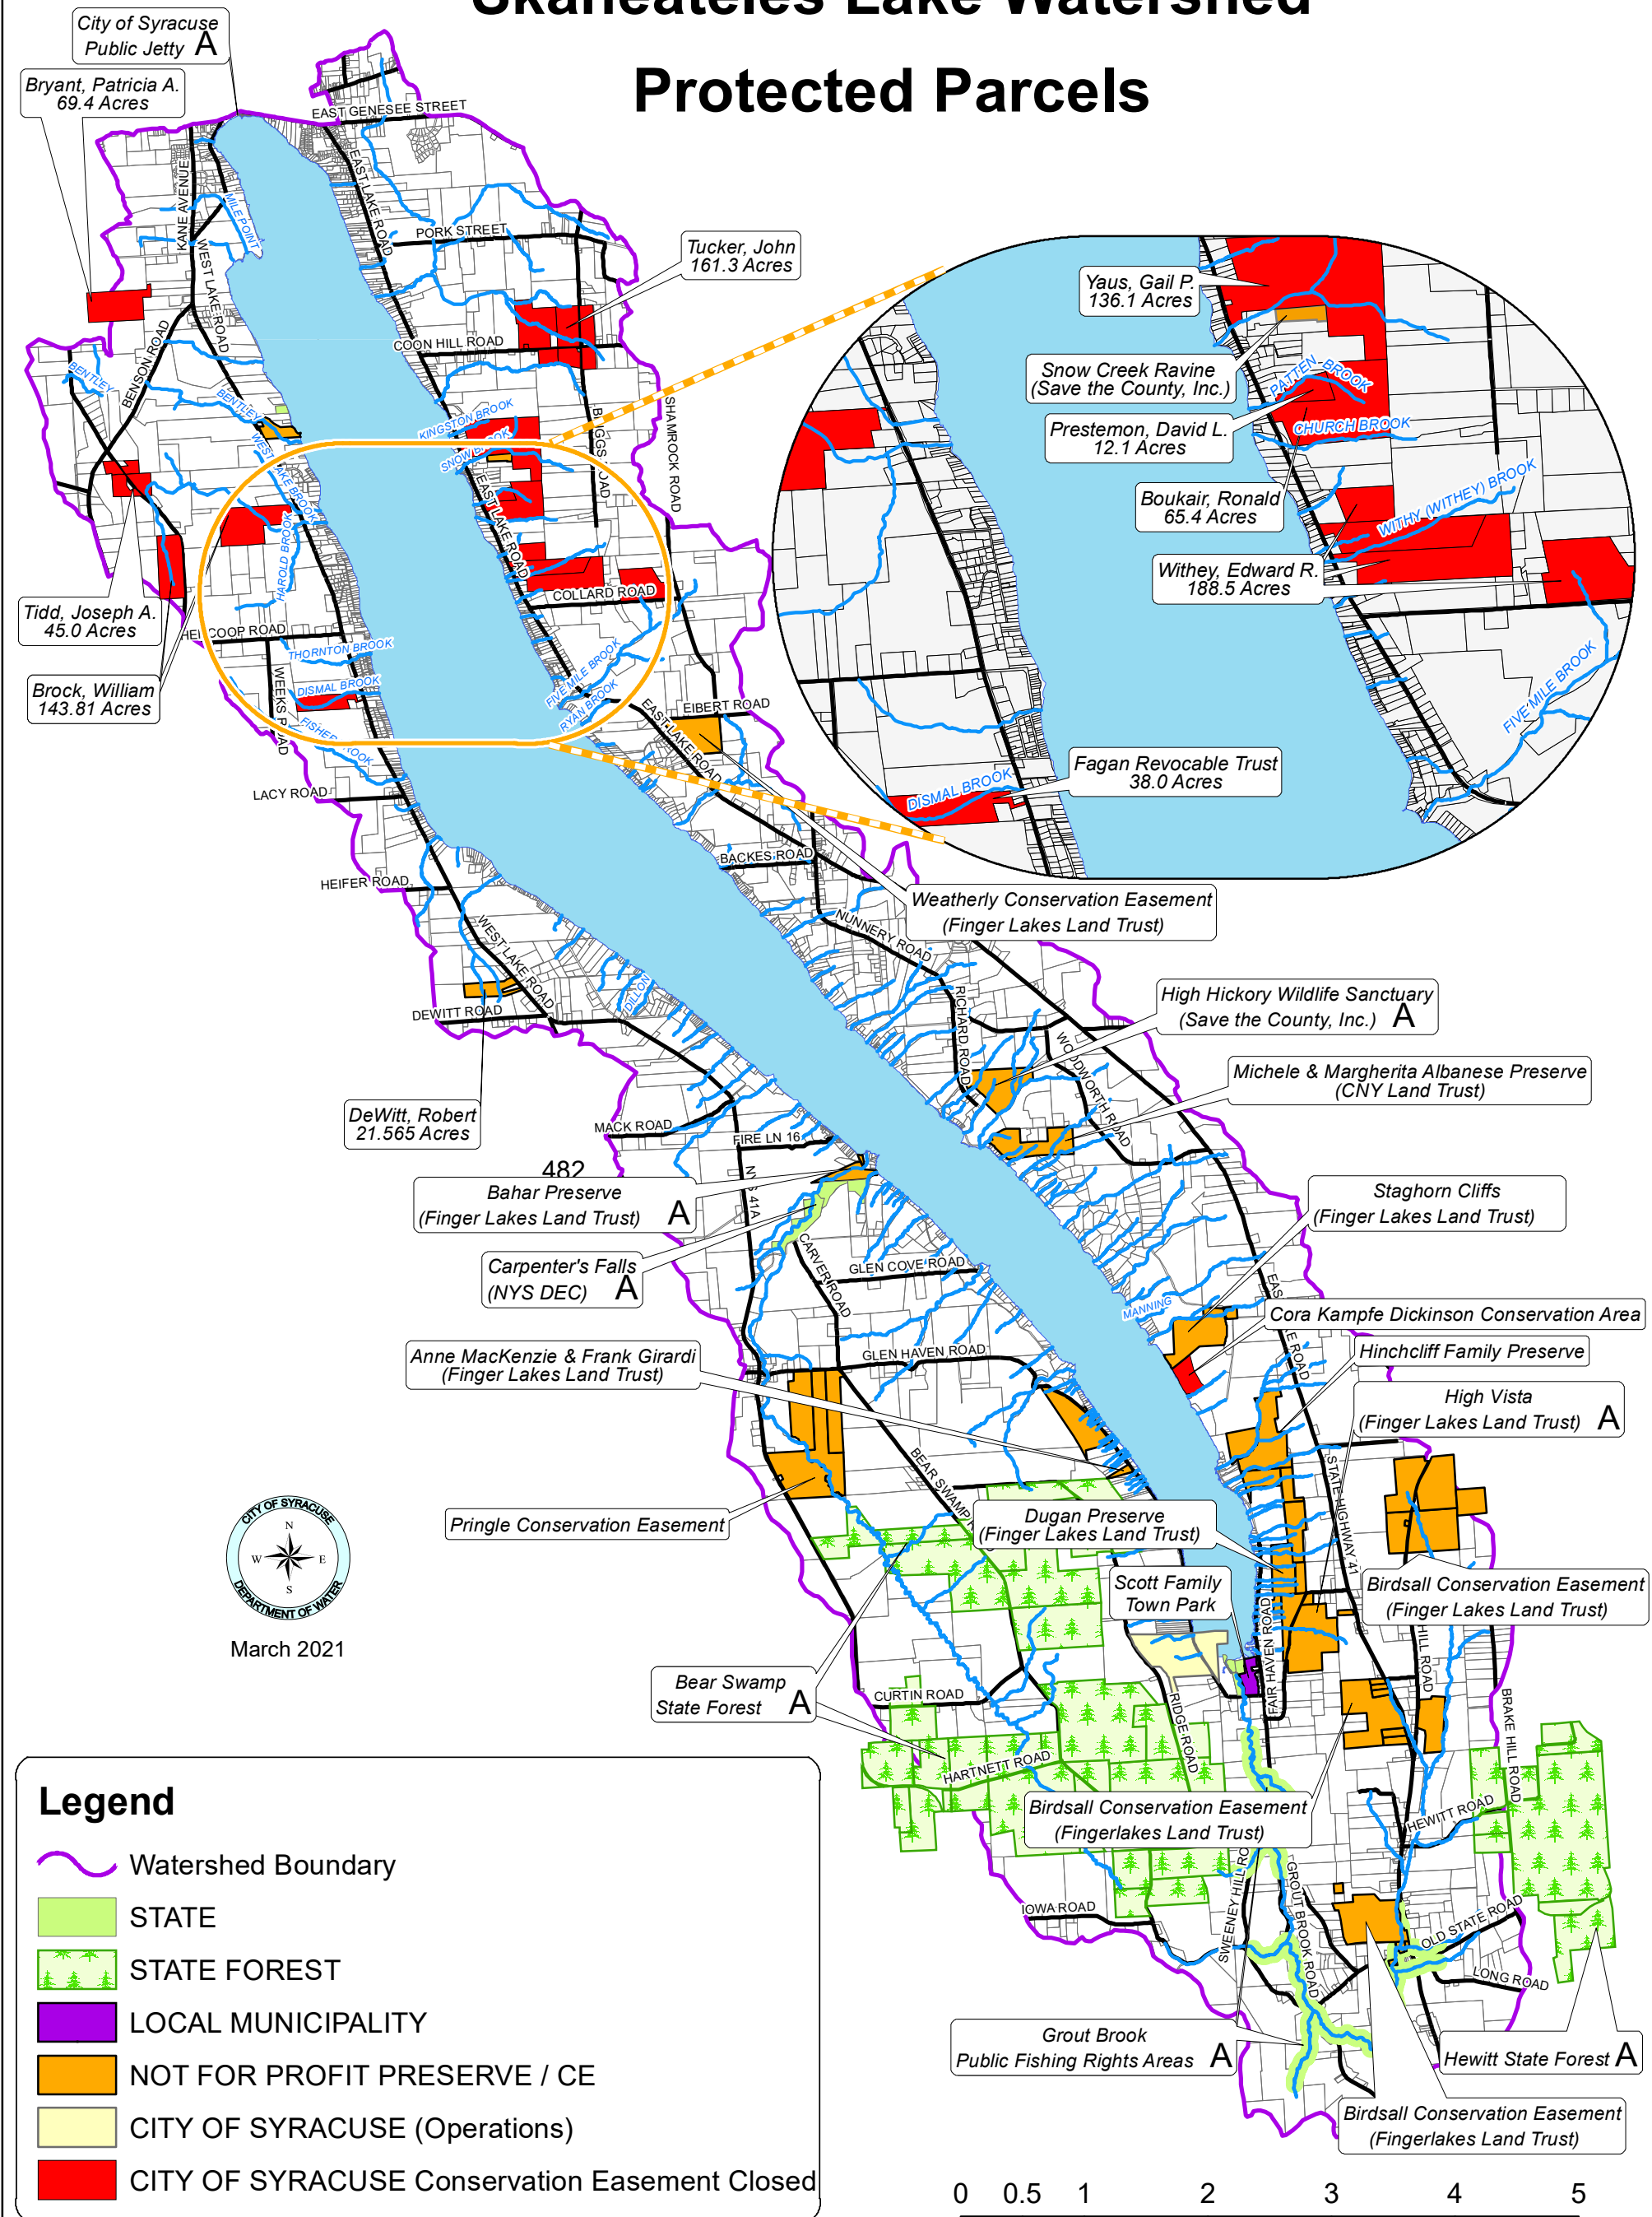 Skaneateles Lake Watershed
Protected Parcels
City of Syracuse
Public Jetty A
Bryant, Patricia A.
69.4 Acres
EAST GENESEE STREET
KANE AVENUE
EAST LAKE ROAD
MILE POINT
WEST LAKE ROAD
PORK STREET
Tucker, John
161.3 Acres
COON HILL ROAD
BENSON ROAD
BENTLEY
BENTLEY
KINGSTON BROOK
SHAMROCK ROAD
EAST LAKE ROAD
HAROLD BROOK
COLLARD ROAD
Tidd, Joseph A.
45.0 Acres
COOP ROAD
THORNTON BROOK
DISMAL BROOK
Brock, William
143.81 Acres
FIVE MILE BROOK
RYAN BROOK
EIBERT ROAD
EAST LAKE ROAD
LACY ROAD
Yaus, Gail P.
136.1 Acres
Snow Creek Ravine
(Save the County, Inc.)
PATTEN BROOK
Prestemon, David L.
12.1 Acres
CHURCH BROOK
Boukair, Ronald
65.4 Acres
WITHY (WITHEY) BROOK
Withey, Edward R.
188.5 Acres
FIVE MILE BROOK
Fagan Revocable Trust
38.0 Acres
DISMAL BROOK
BACKES ROAD
HEIFER ROAD
Weatherly Conservation Easement
(Finger Lakes Land Trust)
NUNNERY ROAD
WEST LAKE ROAD
DILLON
DEWITT ROAD
RICHARD ROAD
WOODWORTH ROAD
High Hickory Wildlife Sanctuary
(Save the County, Inc.) A
Michele & Margherita Albanese Preserve
(CNY Land Trust)
DeWitt, Robert
21.565 Acres
MACK ROAD
FIRE LN 16
482
Bahar Preserve
(Finger Lakes Land Trust) A
Staghorn Cliffs
(Finger Lakes Land Trust)
Carpenter's Falls
(NYS DEC) A
CARVER ROAD
GLEN COVE ROAD
MANNING
Cora Kampfe Dickinson Conservation Area
Hinchcliff Family Preserve
Anne MacKenzie & Frank Girardi
(Finger Lakes Land Trust)
GLEN HAVEN ROAD
High Vista
(Finger Lakes Land Trust) A
BEAR SWAMP
STATE HIGHWAY 41
Pringle Conservation Easement
Dugan Preserve
(Finger Lakes Land Trust)
Scott Family
Town Park
Birdsall Conservation Easement
(Finger Lakes Land Trust)
CITY OF SYRACUSE
N
W E
S
DEPARTMENT OF WATER
March 2021
FAIR HAVEN ROAD
HILL ROAD
Bear Swamp
State Forest A
CURTIN ROAD
RIDGE ROAD
BRAKE HILL ROAD
HARTNETT ROAD
Birdsall Conservation Easement
(Fingerlakes Land Trust)
HEWITT ROAD
IOWA ROAD
SWEENEY HILL RO
GROUT BROOK ROAD
OLD STATE ROAD
LONG ROAD
Grout Brook
Public Fishing Rights Areas A
Hewitt State Forest A
Birdsall Conservation Easement
(Fingerlakes Land Trust)
Legend
Watershed Boundary
STATE
STATE FOREST
LOCAL MUNICIPALITY
NOT FOR PROFIT PRESERVE / CE
CITY OF SYRACUSE (Operations)
CITY OF SYRACUSE Conservation Easement Closed
0 0.5 1 2 3 4 5